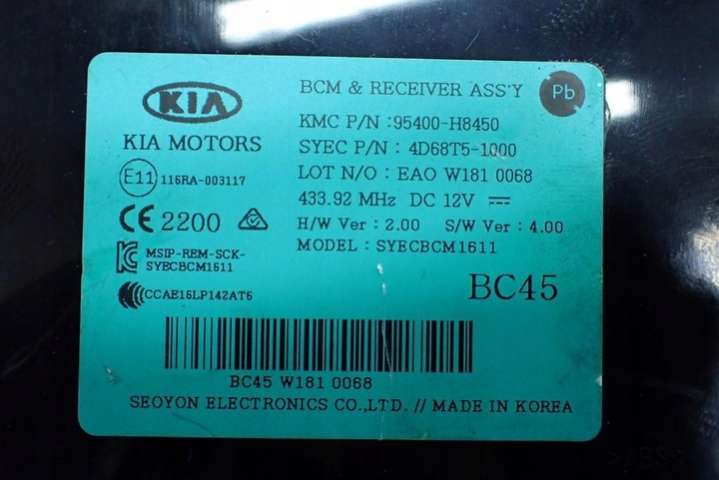 KIA
KIA MOTORS
BCM & RECEIVER ASS'Y
Pb
KMC P/N :95400-H8450
SYEC P/N : 4D68T5-1000
LOT N/O : EAO W181 0068
433.92 MHz DC 12V
H/W Ver : 2.00 S/W Ver : 4.00
MODEL : SYECBCM1611
E11 116RA-003117
CE 2200
MSIP-REM-SCK-
SYECBCM1611
CCAE16LP142AT6
BC45
BC45 W181 0068
SEOYON ELECTRONICS CO.,LTD. // MADE IN KOREA